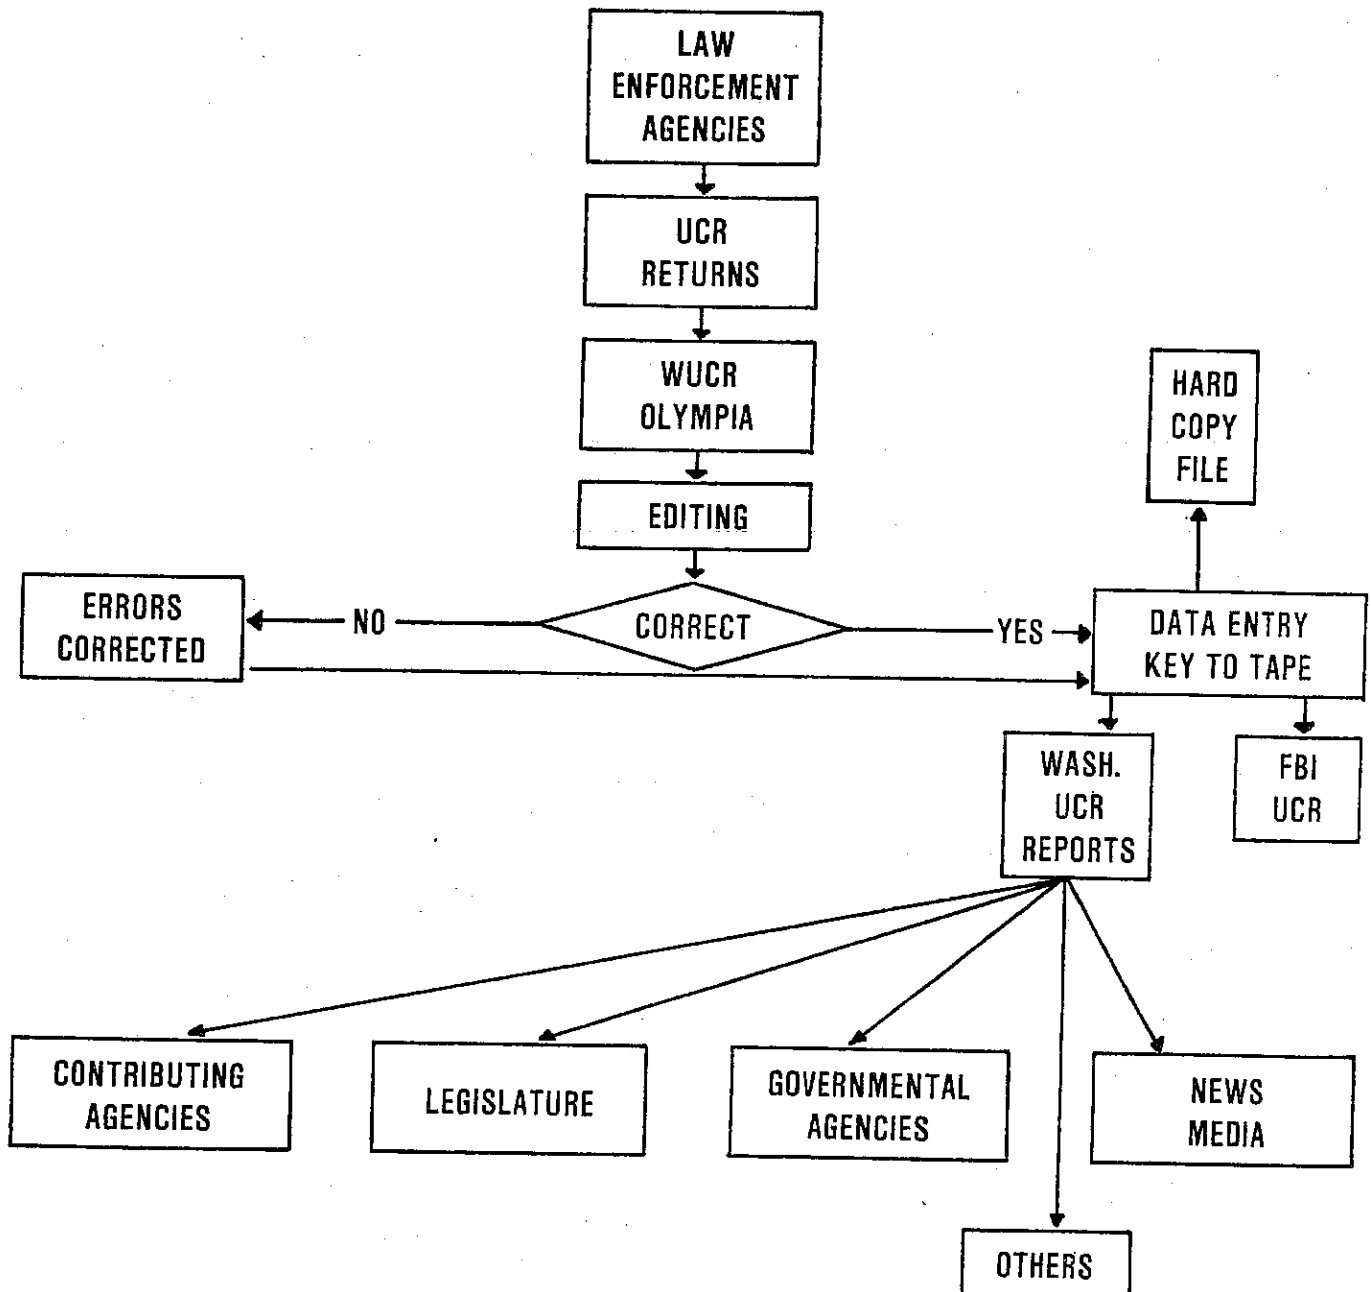 LAW
ENFORCEMENT
AGENCIES
UCR
RETURNS
WUCR
OLYMPIA
EDITING
HARD
COPY
FILE
ERRORS
CORRECTED
NO
CORRECT
YES
DATA ENTRY
KEY TO TAPE
WASH.
UCR
REPORTS
FBI
UCR
CONTRIBUTING
AGENCIES
LEGISLATURE
GOVERNMENTAL
AGENCIES
NEWS
MEDIA
OTHERS